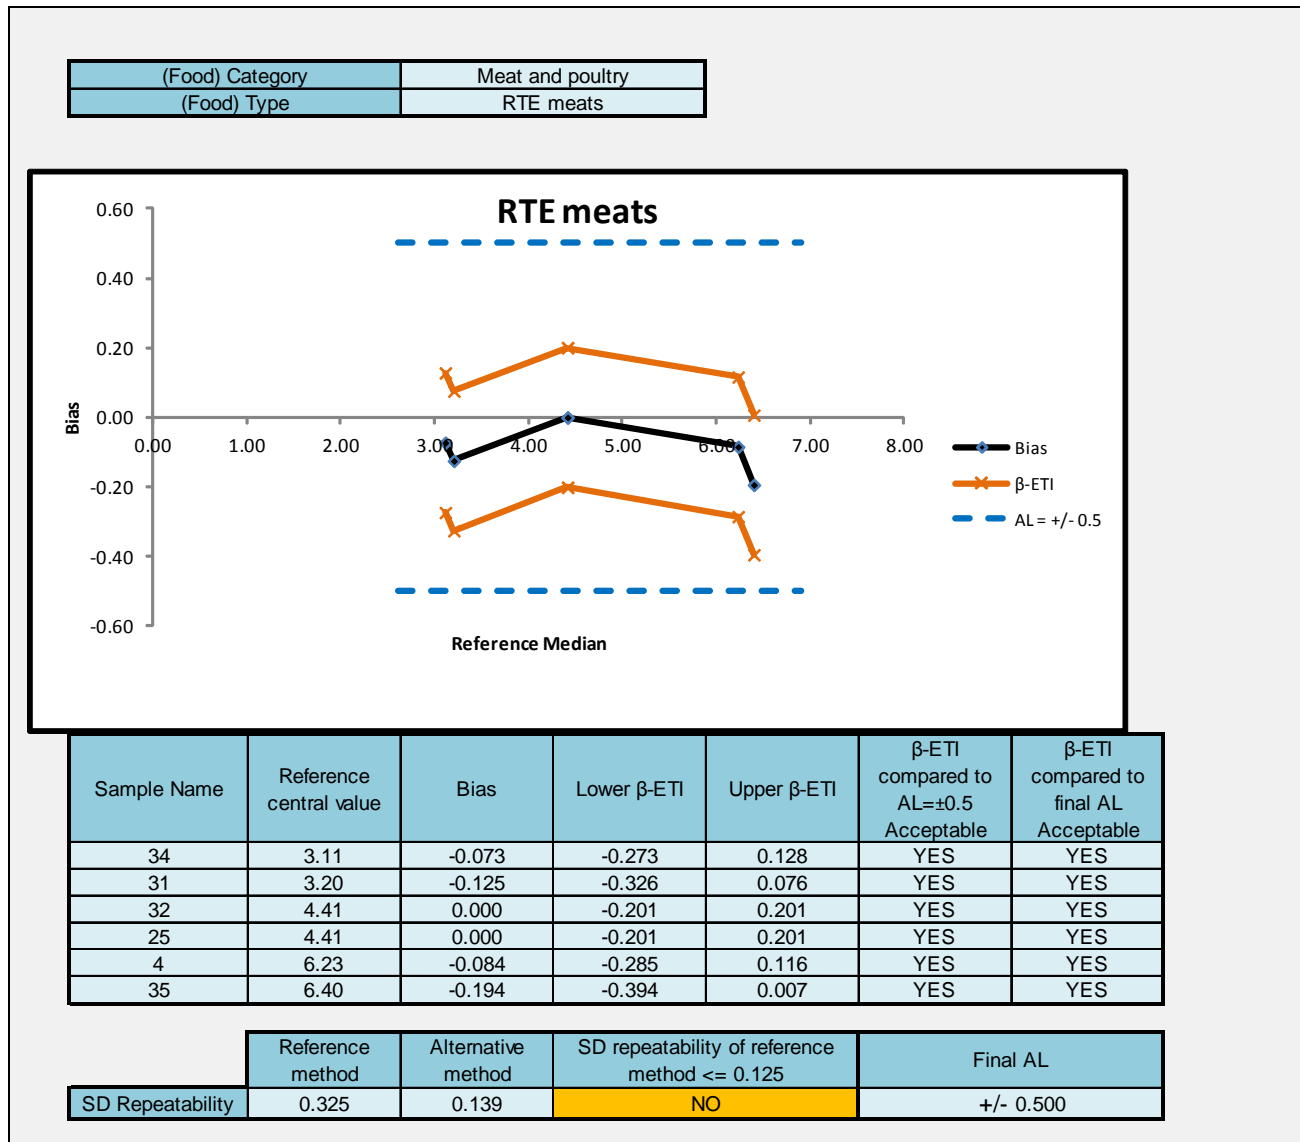 (Food) Category Meat and poultry
(Food) Type RTE meats
RTE meats
0.60
0.40
0.20
0.00
-0.20
-0.40
-0.60
Bias
0.00 1.00 2.00 3.00 4.00 5.00 6.00 7.00 8.00
Reference Median
Bias
β-ETI
AL = +/- 0.5
Sample Name Reference central value Bias Lower β-ETI Upper β-ETI β-ETI compared to AL=±0.5 Acceptable β-ETI compared to final AL Acceptable
34 3.11 -0.073 -0.273 0.128 YES YES
31 3.20 -0.125 -0.326 0.076 YES YES
32 4.41 0.000 -0.201 0.201 YES YES
25 4.41 0.000 -0.201 0.201 YES YES
4 6.23 -0.084 -0.285 0.116 YES YES
35 6.40 -0.194 -0.394 0.007 YES YES
Reference method Alternative method SD repeatability of reference method <= 0.125 Final AL
SD Repeatability 0.325 0.139 NO +/- 0.500